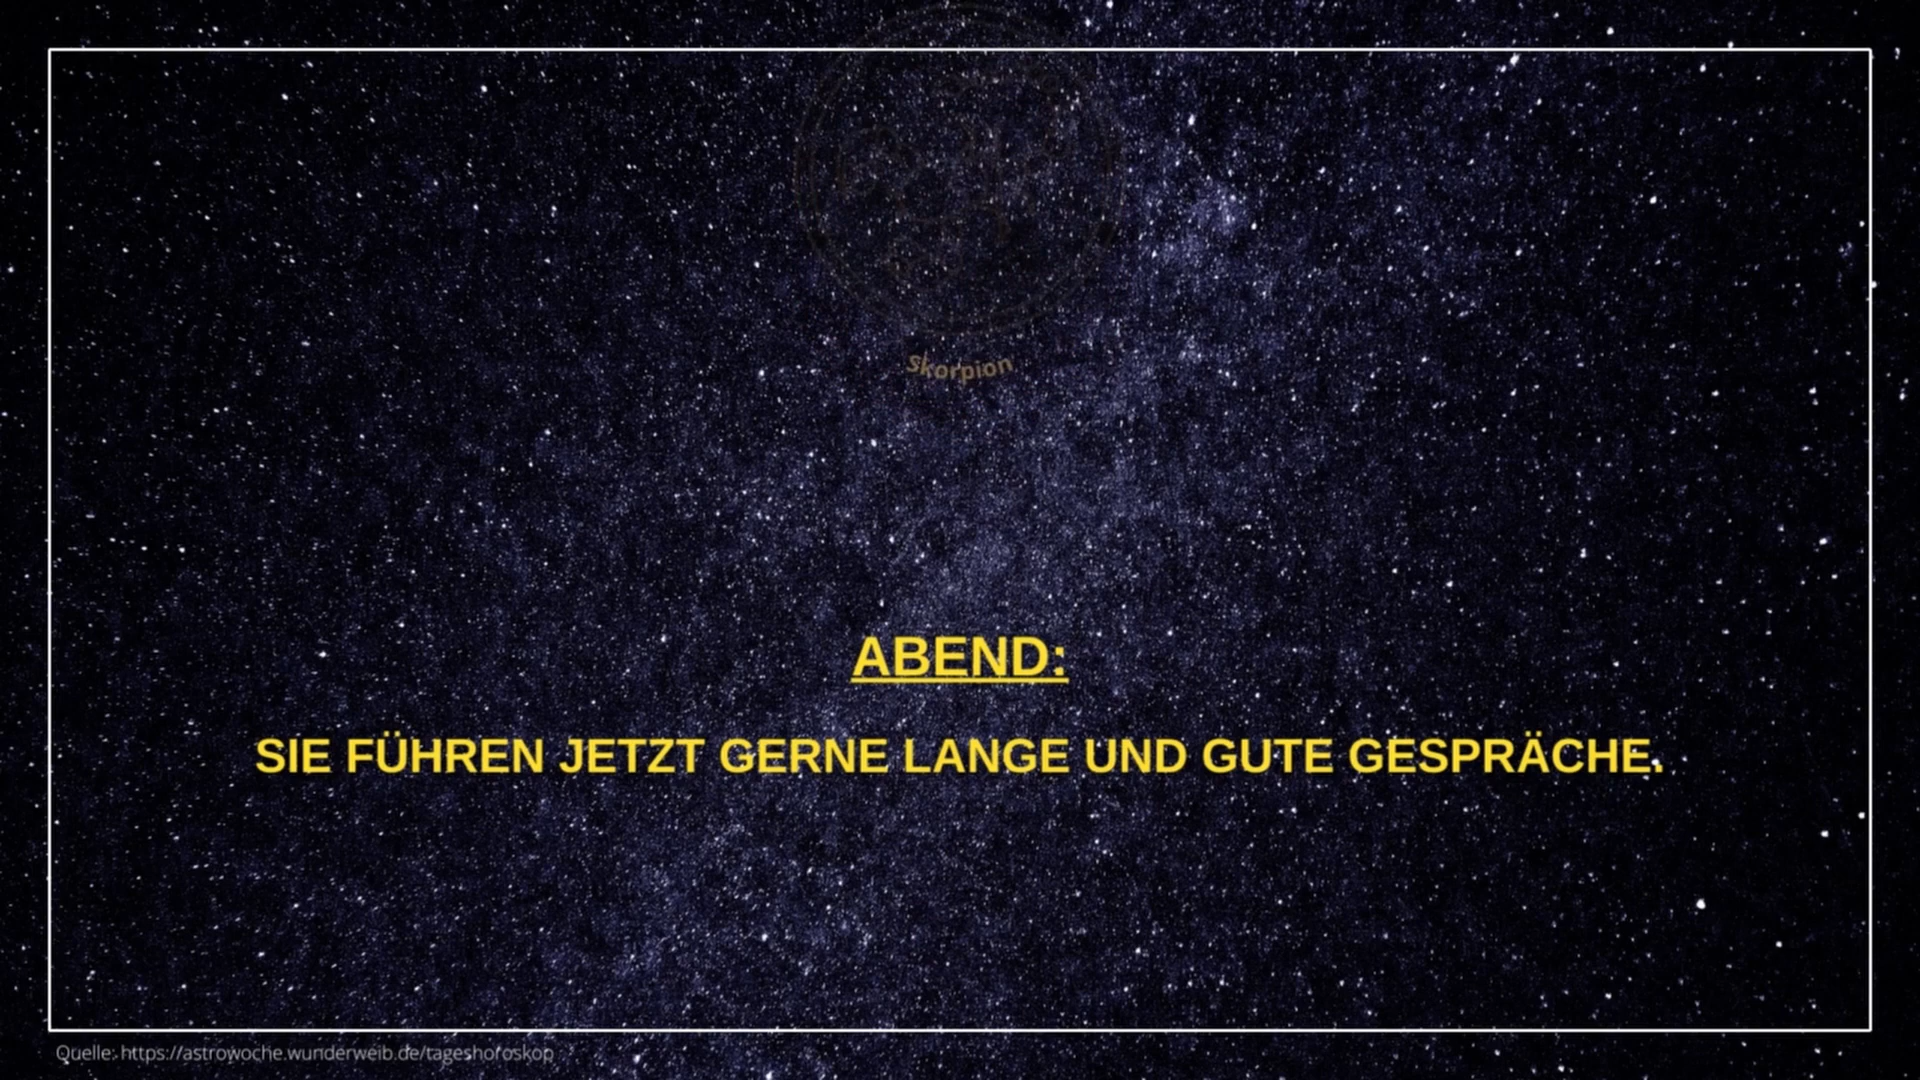 skorpion
ABEND:
SIE FÜHREN JETZT GERNE LANGE UND GUTE GESPRÄCHE.
Quelle: https://astrowoche.wunderweib.de/tageshoroskop